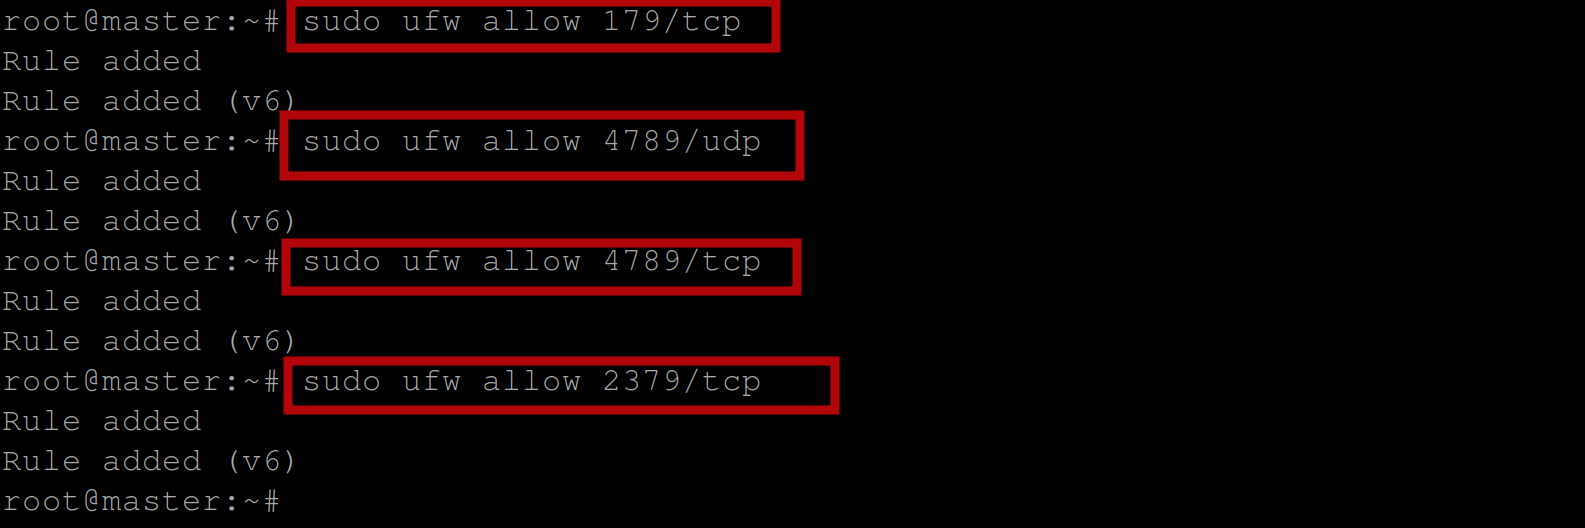 root@master:~# sudo ufw allow 179/tcp
Rule added
Rule added (v6)
root@master:~# sudo ufw allow 4789/udp
Rule added
Rule added (v6)
root@master:~# sudo ufw allow 4789/tcp
Rule added
Rule added (v6)
root@master:~# sudo ufw allow 2379/tcp
Rule added
Rule added (v6)
root@master:~#